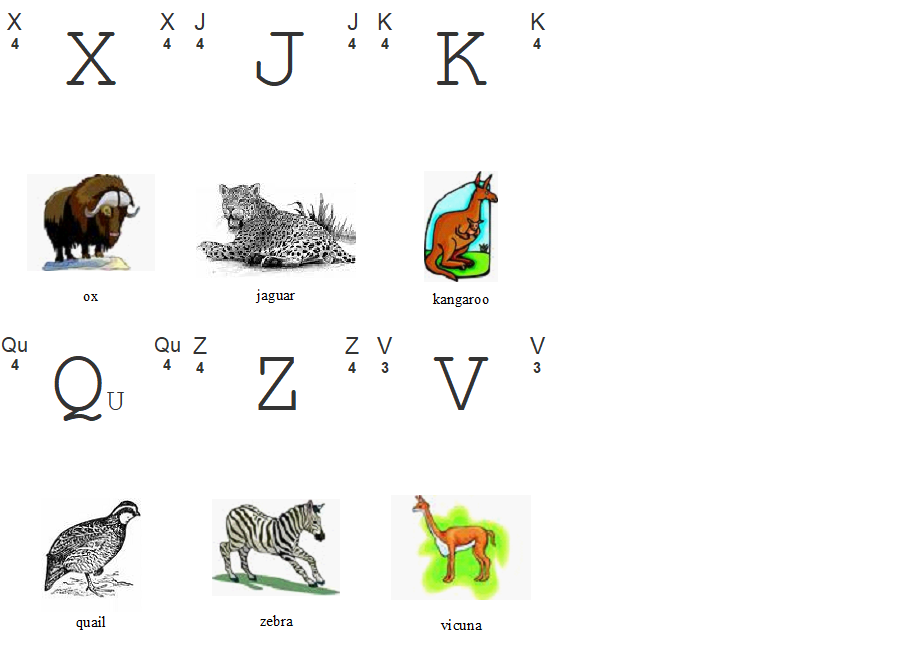 X X J J K K
4 4 4 4 4 4
X J K
ox jaguar kangaroo
Qu Qu Z Z V V
4 4 4 4 3 3
QU Z V
quail zebra vicuna